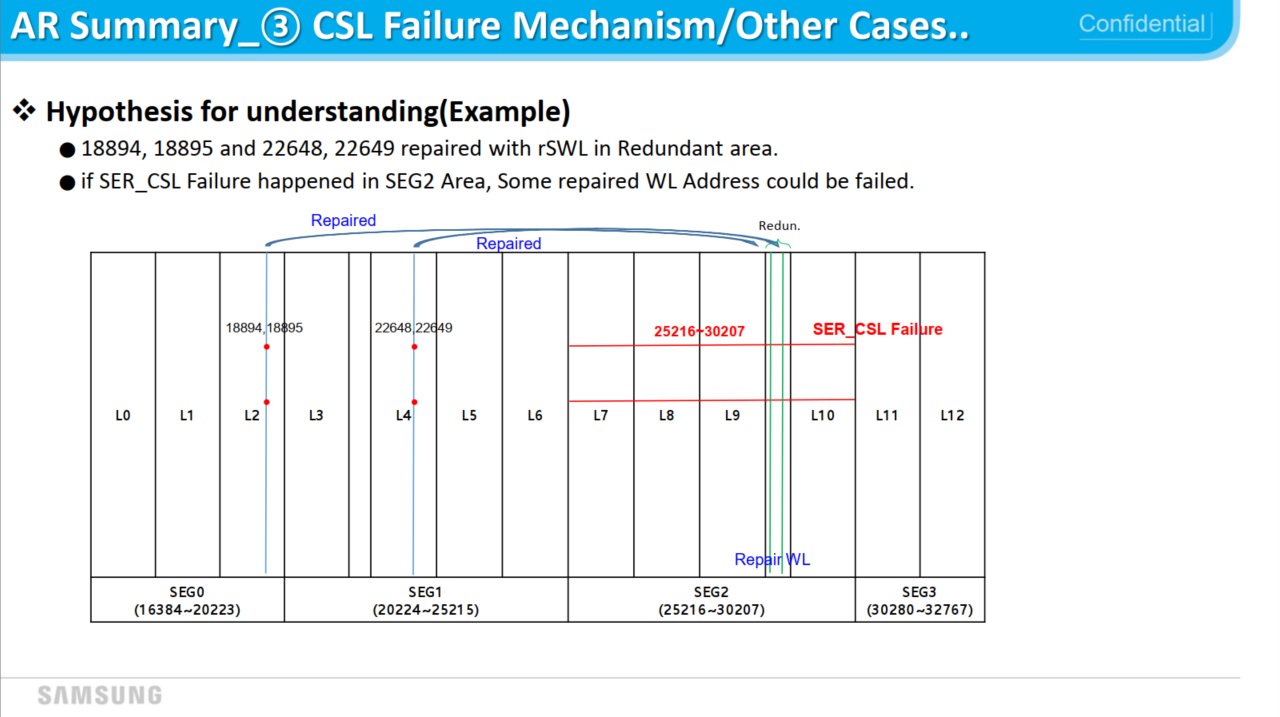 AR Summary_③ CSL Failure Mechanism/Other Cases..
Confidential
❖ Hypothesis for understanding(Example)
● 18894, 18895 and 22648, 22649 repaired with rSWL in Redundant area.
● if SER_CSL Failure happened in SEG2 Area, Some repaired WL Address could be failed.
Repaired
Repaired
Redun.
18894,18895
22648,22649
25216~30207
SER_CSL Failure
L0 L1 L2 L3 L4 L5 L6 L7 L8 L9 L10 L11 L12
Repair WL
SEG0 SEG1 SEG2 SEG3
(16384~20223) (20224~25215) (25216~30207) (30280~32767)
SAMSUNG